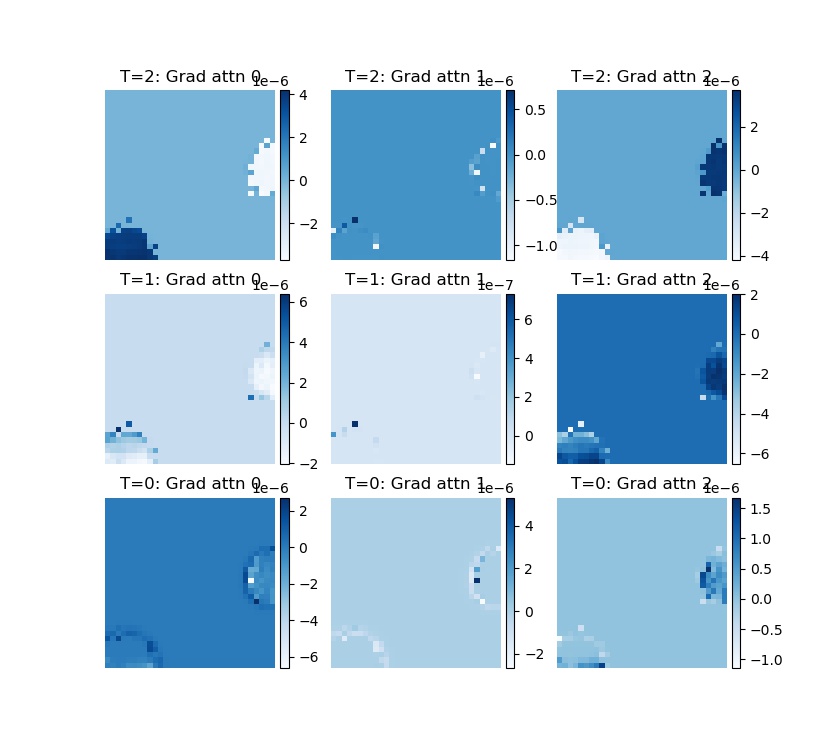 T=2: Grad attn 0
1e−6
4
2
0
−2
T=2: Grad attn 1
1e−6
0.5
0.0
−0.5
−1.0
T=2: Grad attn 2
1e−6
2
0
−2
−4
T=1: Grad attn 0
1e−6
6
4
2
0
−2
T=1: Grad attn 1
1e−7
6
4
2
0
T=1: Grad attn 2
1e−6
2
0
−2
−4
−6
T=0: Grad attn 0
1e−6
2
0
−2
−4
−6
T=0: Grad attn 1
1e−6
4
2
0
−2
T=0: Grad attn 2
1e−6
1.5
1.0
0.5
0.0
−0.5
−1.0